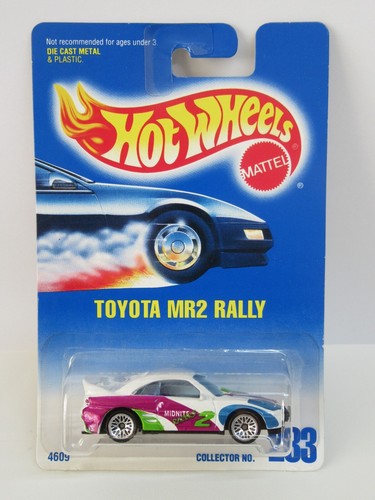 Not recommended for ages under 3.
DIE CAST METAL
& PLASTIC.
Hot Wheels
®
MATTEL
®
TOYOTA MR2 RALLY
MIDNITE
2
4609
COLLECTOR NO. 233